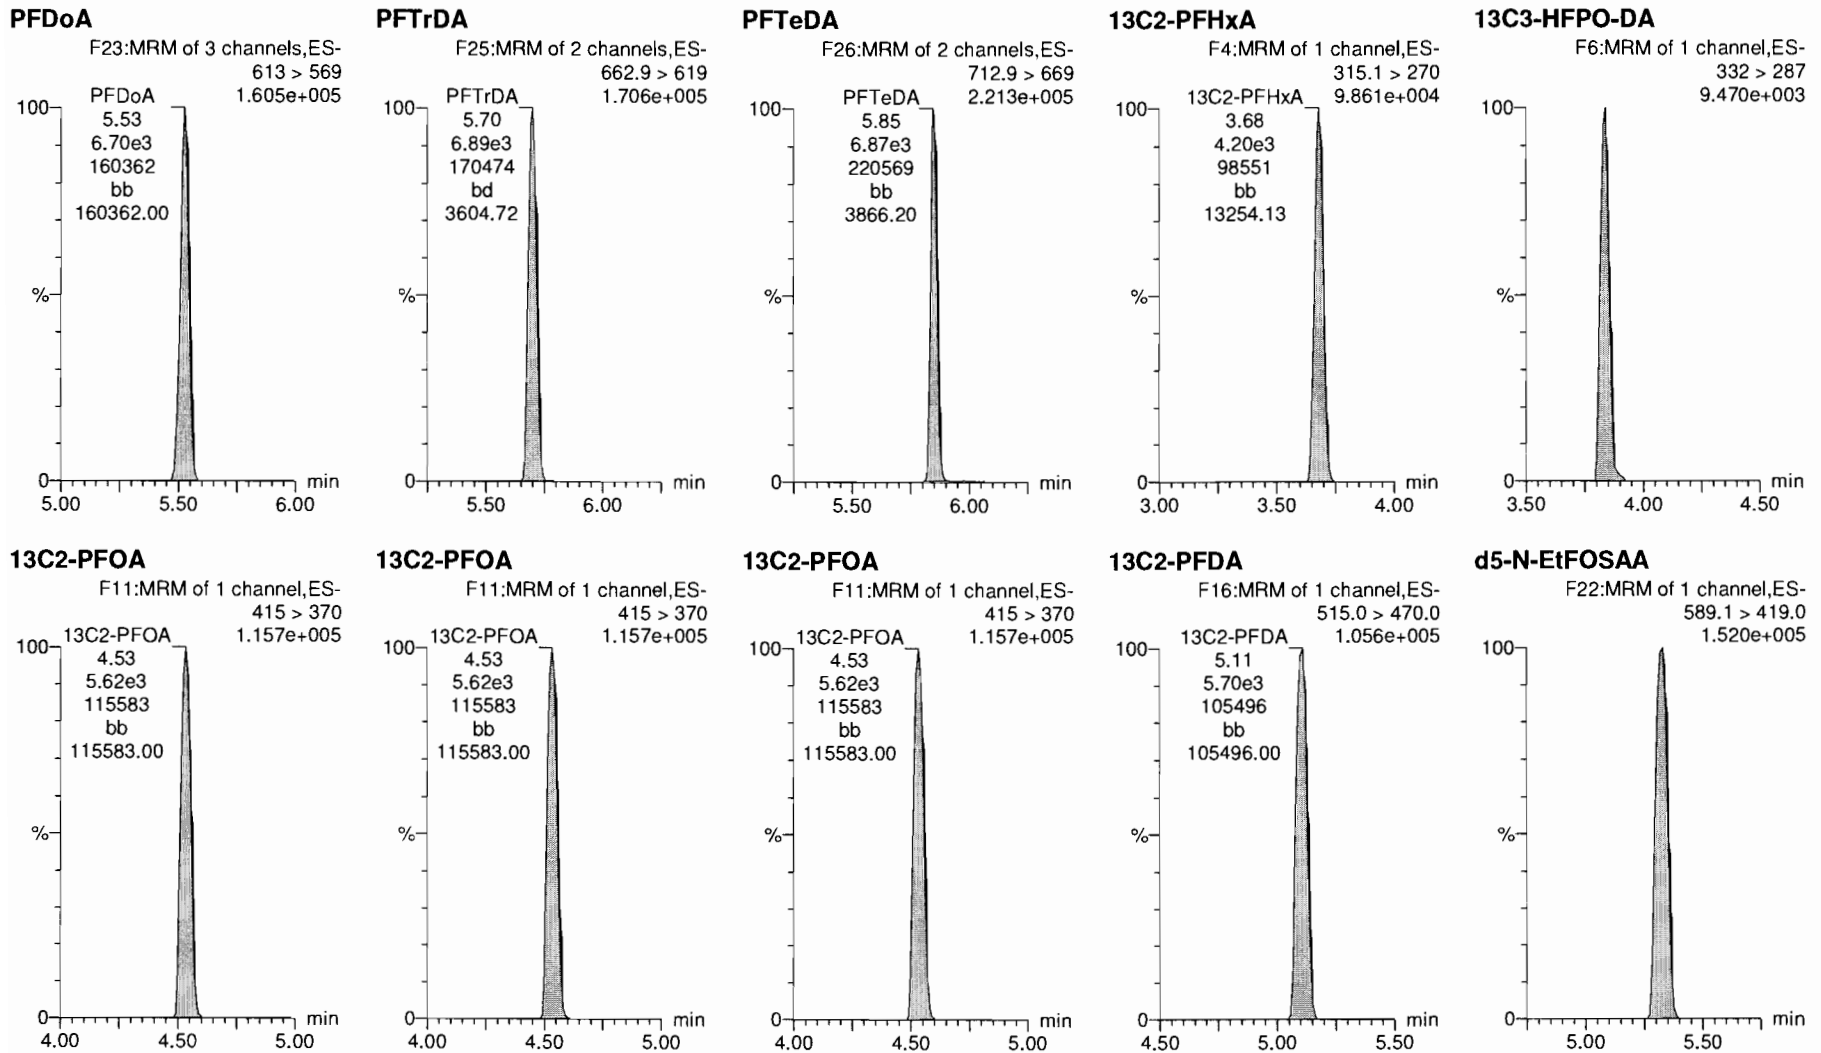 PFDoA
F23:MRM of 3 channels,ES-
613 > 569
1.605e+005
PFDoA
5.53
6.70e3
160362
bb
160362.00
100
%
0
min
5.00 5.50 6.00
PFTrDA
F25:MRM of 2 channels,ES-
662.9 > 619
1.706e+005
PFTrDA
5.70
6.89e3
170474
bd
3604.72
100
%
0
min
5.50 6.00
PFTeDA
F26:MRM of 2 channels,ES-
712.9 > 669
2.213e+005
PFTeDA
5.85
6.87e3
220569
bb
3866.20
100
%
0
min
5.50 6.00
13C2-PFHxA
F4:MRM of 1 channel,ES-
315.1 > 270
9.861e+004
13C2-PFHxA
3.68
4.20e3
98551
bb
13254.13
100
%
0
min
3.00 3.50 4.00
13C3-HFPO-DA
F6:MRM of 1 channel,ES-
332 > 287
9.470e+003
100
%
0
min
3.50 4.00 4.50
13C2-PFOA
F11:MRM of 1 channel,ES-
415 > 370
1.157e+005
13C2-PFOA
4.53
5.62e3
115583
bb
115583.00
100
%
0
min
4.00 4.50 5.00
13C2-PFOA
F11:MRM of 1 channel,ES-
415 > 370
1.157e+005
13C2-PFOA
4.53
5.62e3
115583
bb
115583.00
100
%
0
min
4.00 4.50 5.00
13C2-PFOA
F11:MRM of 1 channel,ES-
415 > 370
1.157e+005
13C2-PFOA
4.53
5.62e3
115583
bb
115583.00
100
%
0
min
4.00 4.50 5.00
13C2-PFDA
F16:MRM of 1 channel,ES-
515.0 > 470.0
1.056e+005
13C2-PFDA
5.11
5.70e3
105496
bb
105496.00
100
%
0
min
4.50 5.00 5.50
d5-N-EtFOSAA
F22:MRM of 1 channel,ES-
589.1 > 419.0
1.520e+005
100
%
0
min
5.00 5.50